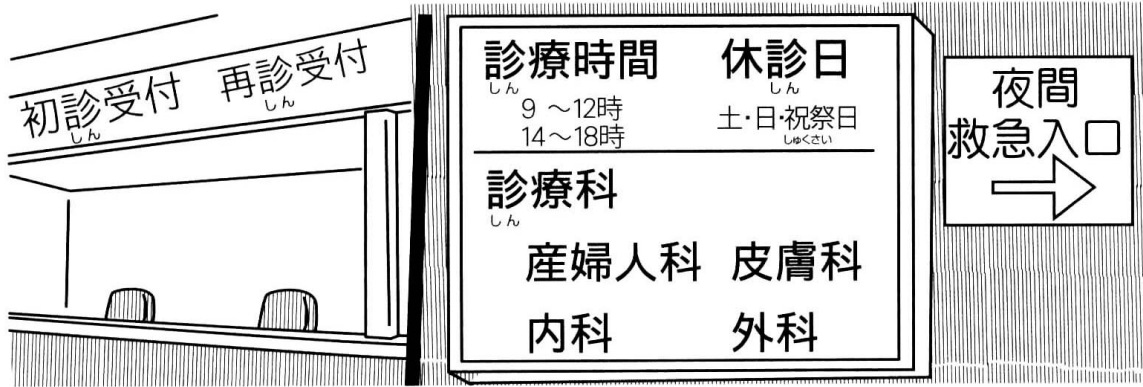 初診受付 再診受付
しん しん
診療時間
しん
9 ～12時
14～18時
休診日
しん
土・日・祝祭日
しゅくさい
診療科
しん
産婦人科 皮膚科
内科 外科
夜間
救急入口